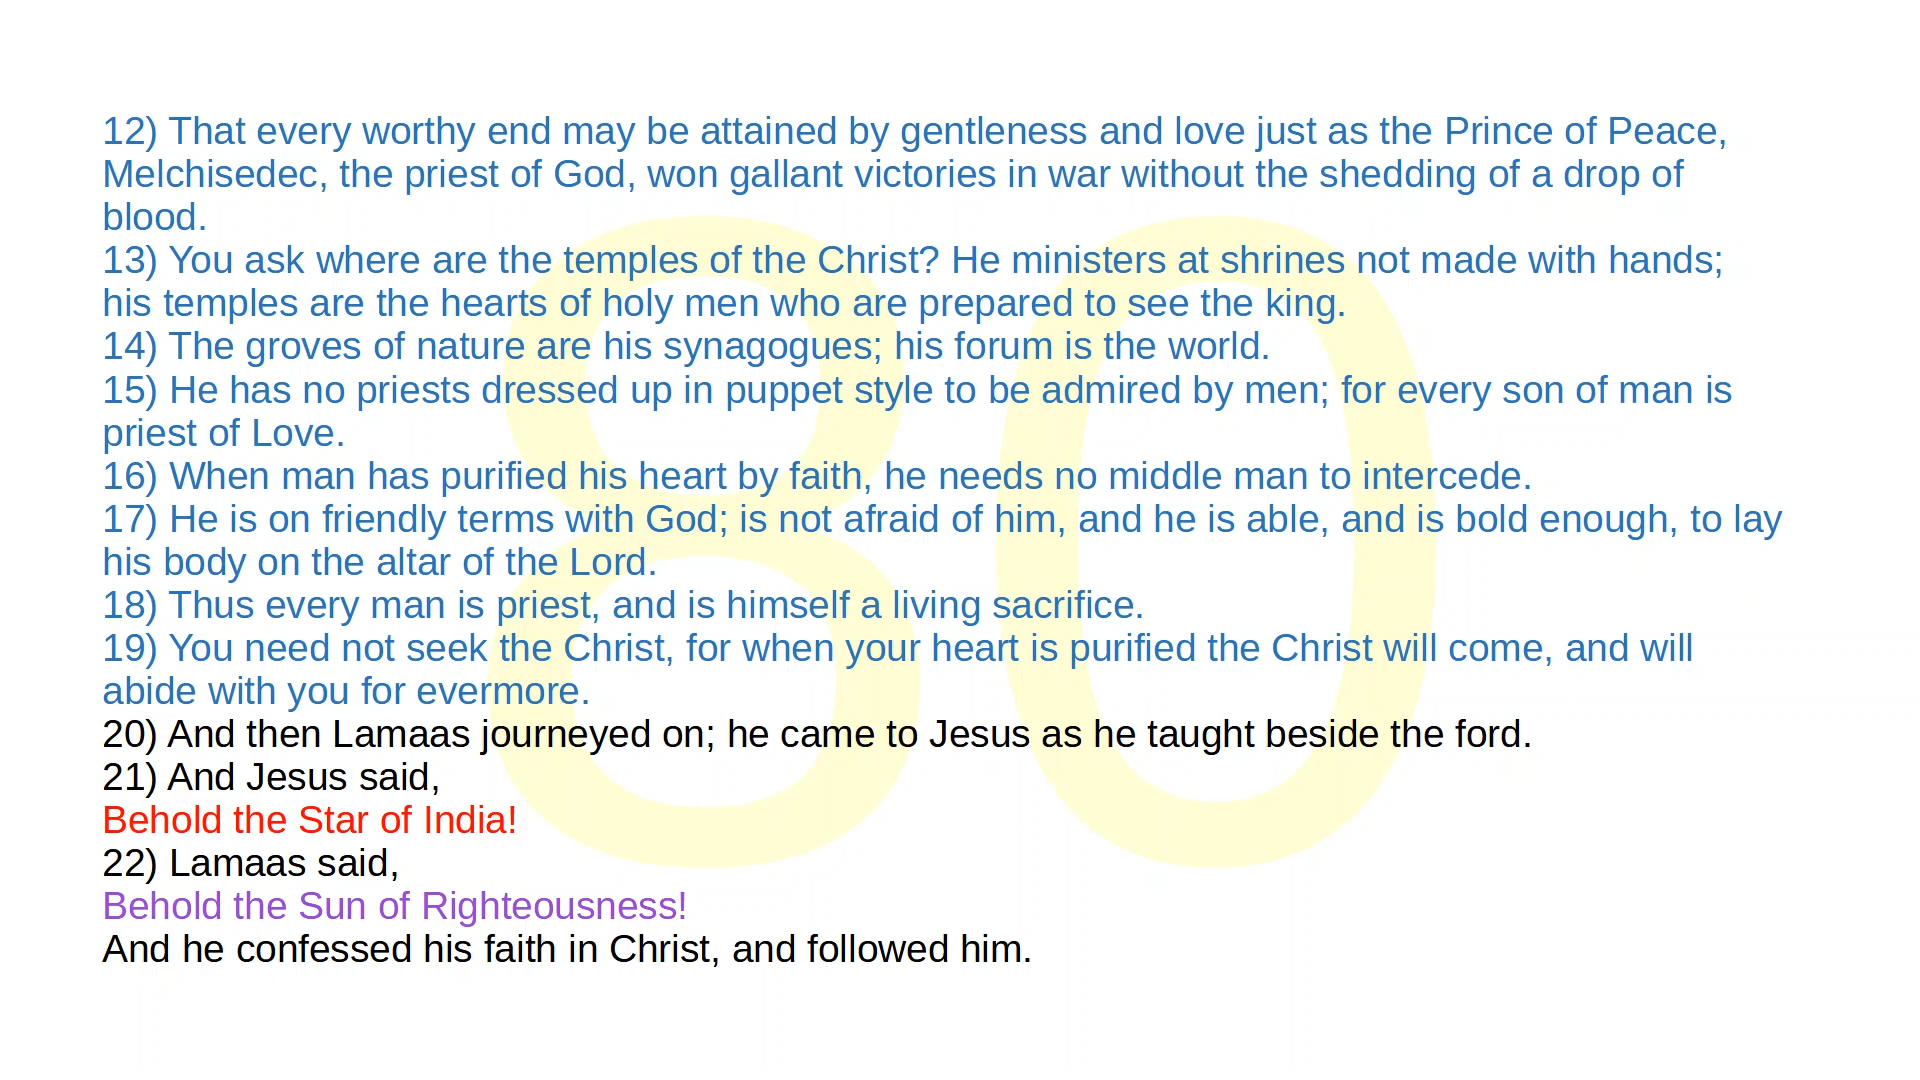 12) That every worthy end may be attained by gentleness and love just as the Prince of Peace,
Melchisedec, the priest of God, won gallant victories in war without the shedding of a drop of
blood.
13) You ask where are the temples of the Christ? He ministers at shrines not made with hands;
his temples are the hearts of holy men who are prepared to see the king.
14) The groves of nature are his synagogues; his forum is the world.
15) He has no priests dressed up in puppet style to be admired by men; for every son of man is
priest of Love.
16) When man has purified his heart by faith, he needs no middle man to intercede.
17) He is on friendly terms with God; is not afraid of him, and he is able, and is bold enough, to lay
his body on the altar of the Lord.
18) Thus every man is priest, and is himself a living sacrifice.
19) You need not seek the Christ, for when your heart is purified the Christ will come, and will
abide with you for evermore.
20) And then Lamaas journeyed on; he came to Jesus as he taught beside the ford.
21) And Jesus said,
Behold the Star of India!
22) Lamaas said,
Behold the Sun of Righteousness!
And he confessed his faith in Christ, and followed him.
80